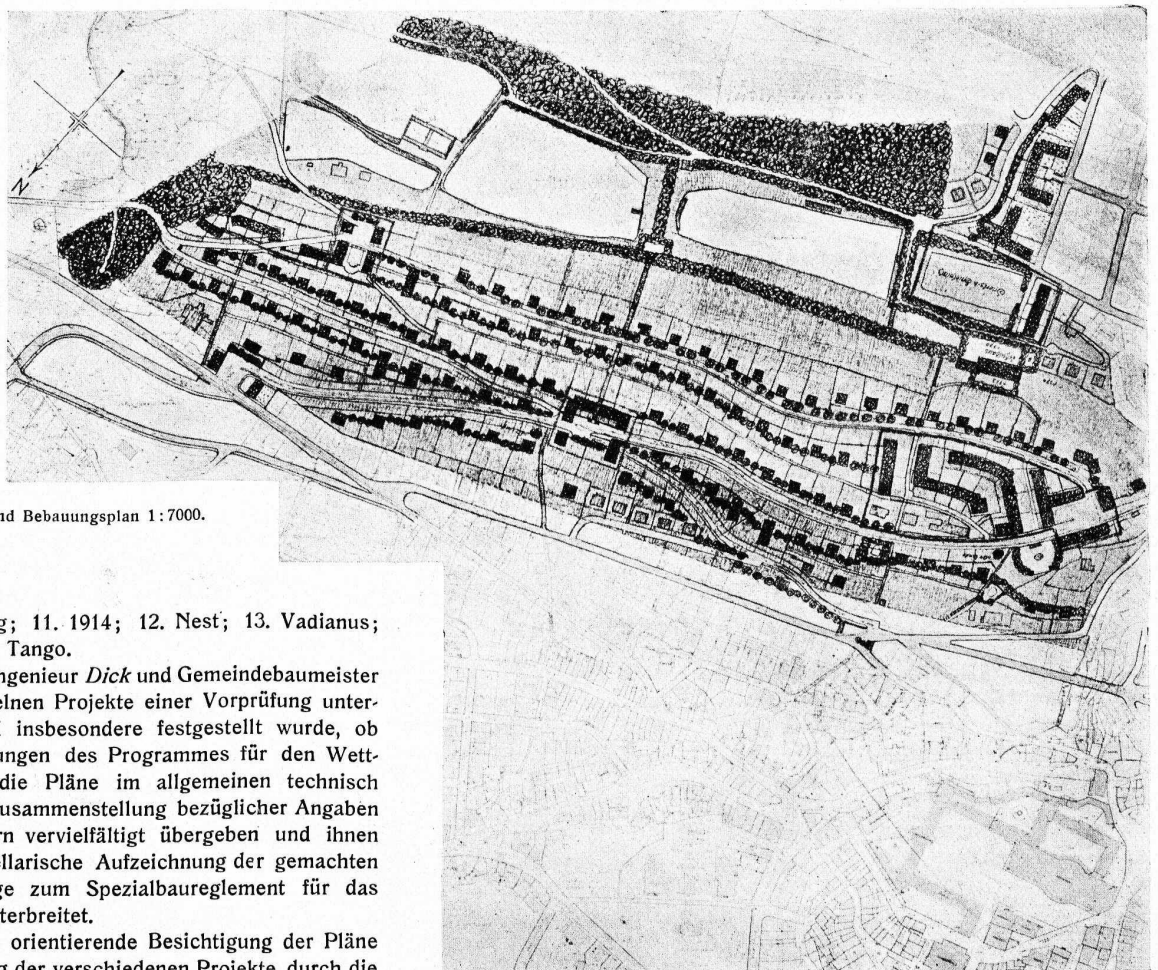 N
nd Bebauungsplan 1:7000.
g; 11. 1914; 12. Nest; 13. Vadianus;
Tango.
ngenieur Dick und Gemeindebaumeister
elnen Projekte einer Vorprüfung unter-
insbesondere festgestellt wurde, ob
ungen des Programmes für den Wett-
die Pläne im allgemeinen technisch
usammenstellung bezüglicher Angaben
rn vervielfältigt übergeben und ihnen
ellarische Aufzeichnung der gemachten
ge zum Spezialbaureglement für das
terbreitet.
orientierende Besichtigung der Pläne
g der verschiedenen Projekte durch die